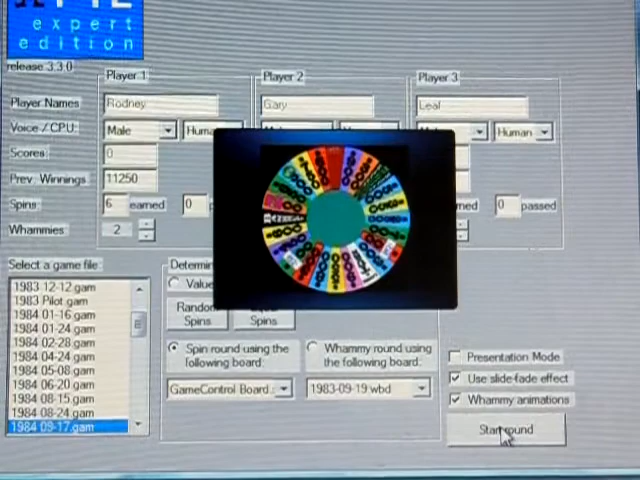 expert
edition
release 3.3.0
Player 1
Player 2
Player 3
Player Names
Rodney
Gary
Leal
Voice / CPU
Male
Human
Scores
0
Prev. Winnings
11250
Spins
6 earned
0
0 passed
Whammies
2
Select a game file
1983 12-12.gam
1983 Pilot.gam
1984 01-16.gam
1984 01-24.gam
1984 02-28.gam
1984 04-24.gam
1984 05-08.gam
1984 06-20.gam
1984 08-15.gam
1984 08-24.gam
1984 09-17.gam
Random
Spins
Spins
Spin round using the
following board:
Whammy round using
the following board:
GameControl Board
1983-09-19.wbd
Presentation Mode
Use slide-fade effect
Whammy animations
Start round